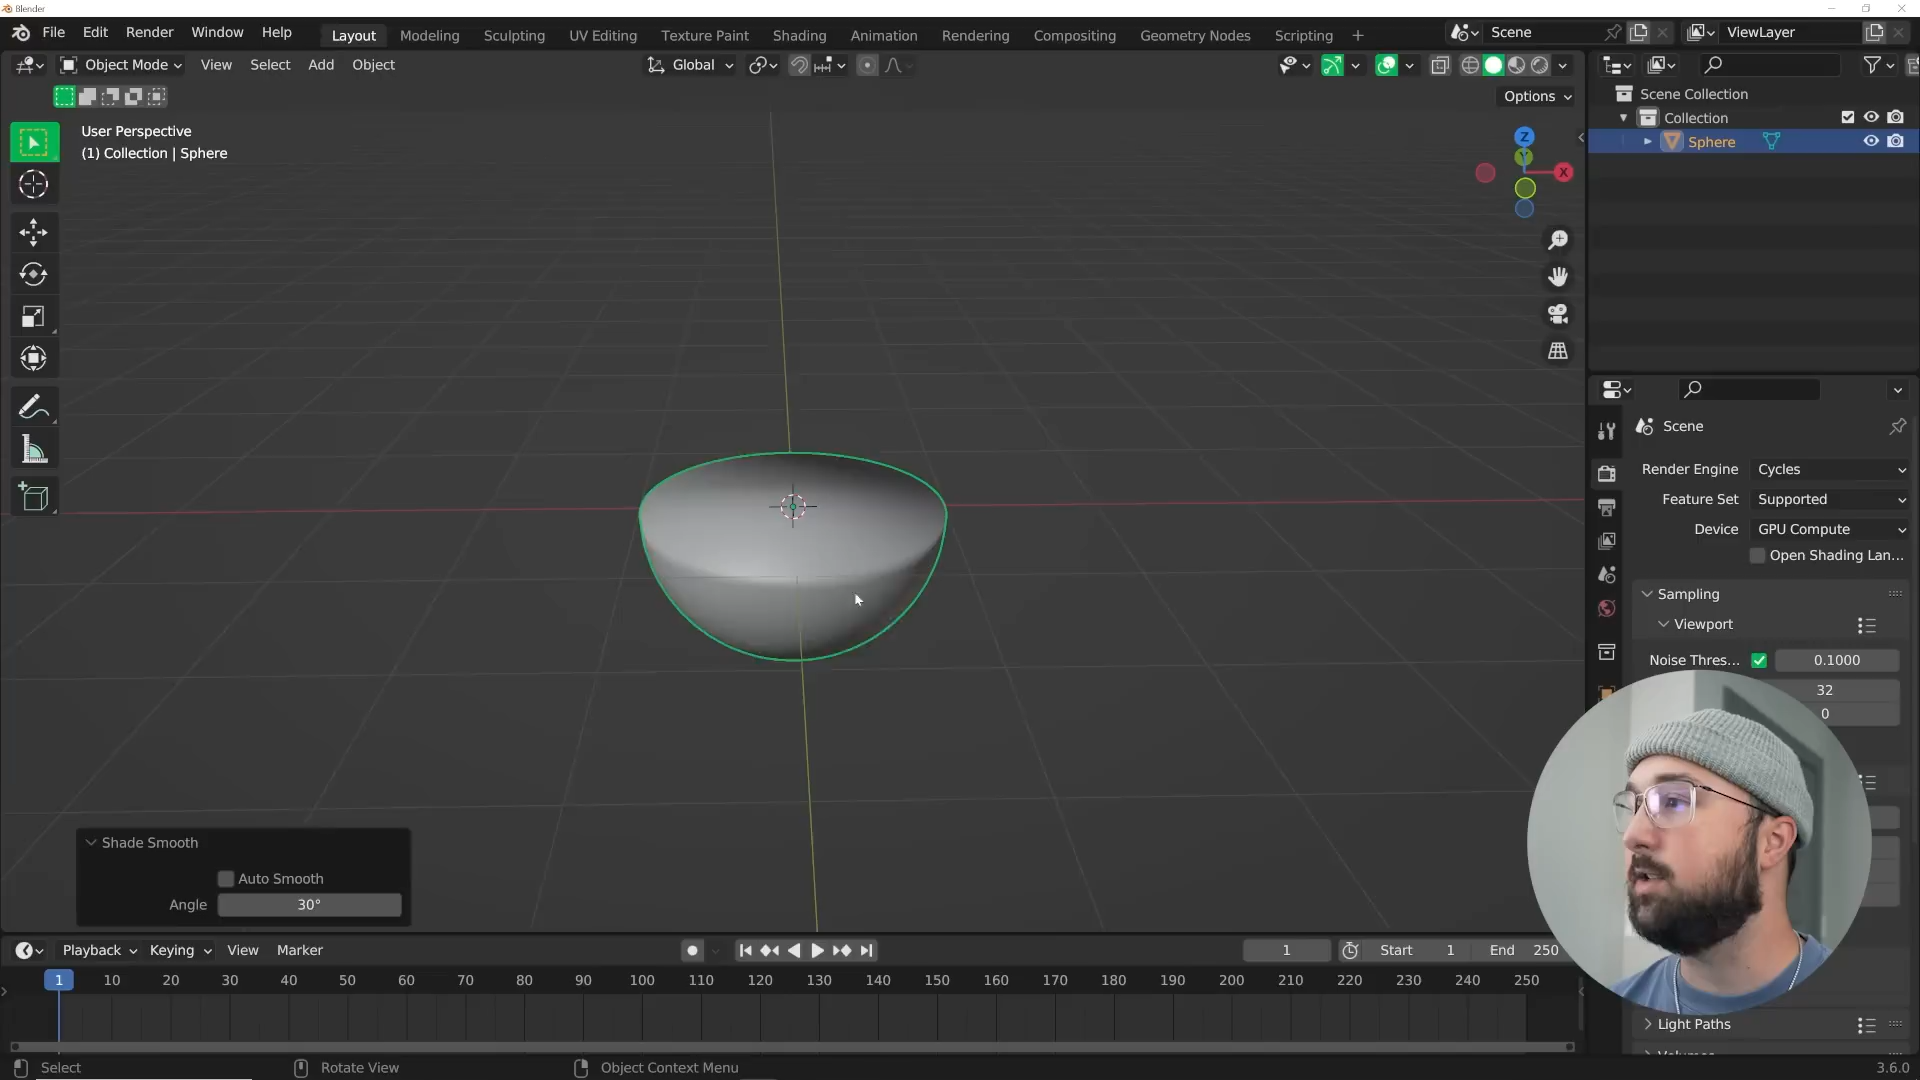 Blender
File Edit Render Window Help Layout Modeling Sculpting UV Editing Texture Paint Shading Animation Rendering Compositing Geometry Nodes Scripting + Scene ViewLayer
Object Mode View Select Add Object Global
Options
User Perspective
(1) Collection | Sphere
Z
Y
X
Scene Collection
Collection
Sphere
Scene
Render Engine Cycles
Feature Set Supported
Device GPU Compute
Open Shading Lan...
Sampling
Viewport
Noise Thres... 0.1000
32
0
Light Paths
Shade Smooth
Auto Smooth
Angle 30°
Playback Keying View Marker 1 Start 1 End 250
1 10 20 30 40 50 60 70 80 90 100 110 120 130 140 150 160 170 180 190 200 210 220 230 240 250
Select Rotate View Object Context Menu 3.6.0